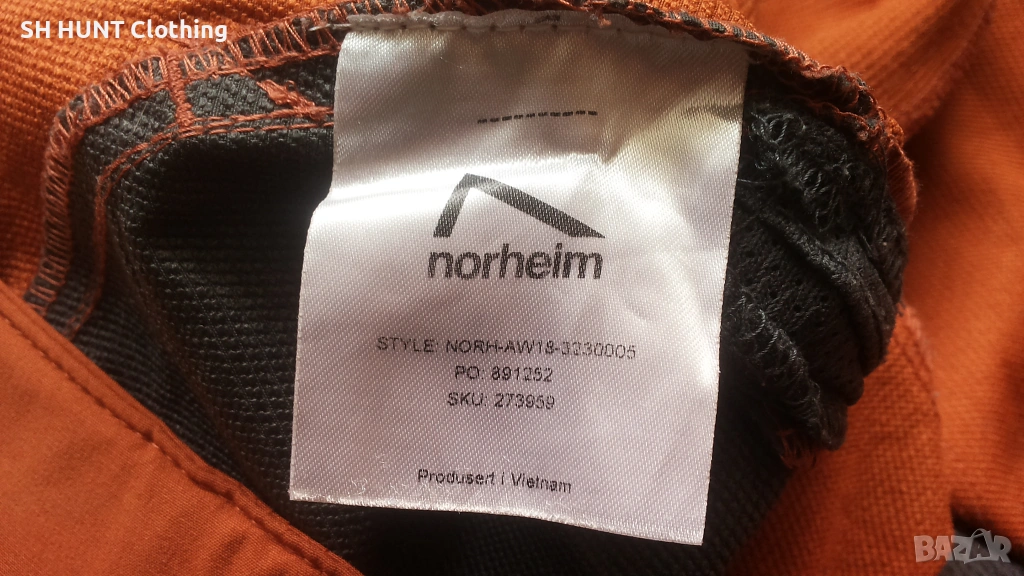 SH HUNT Clothing
norheim
STYLE: NORH-AW18-3330005
PO: 891252
SKU: 273959
Produsert i Vietnam
BAZAR